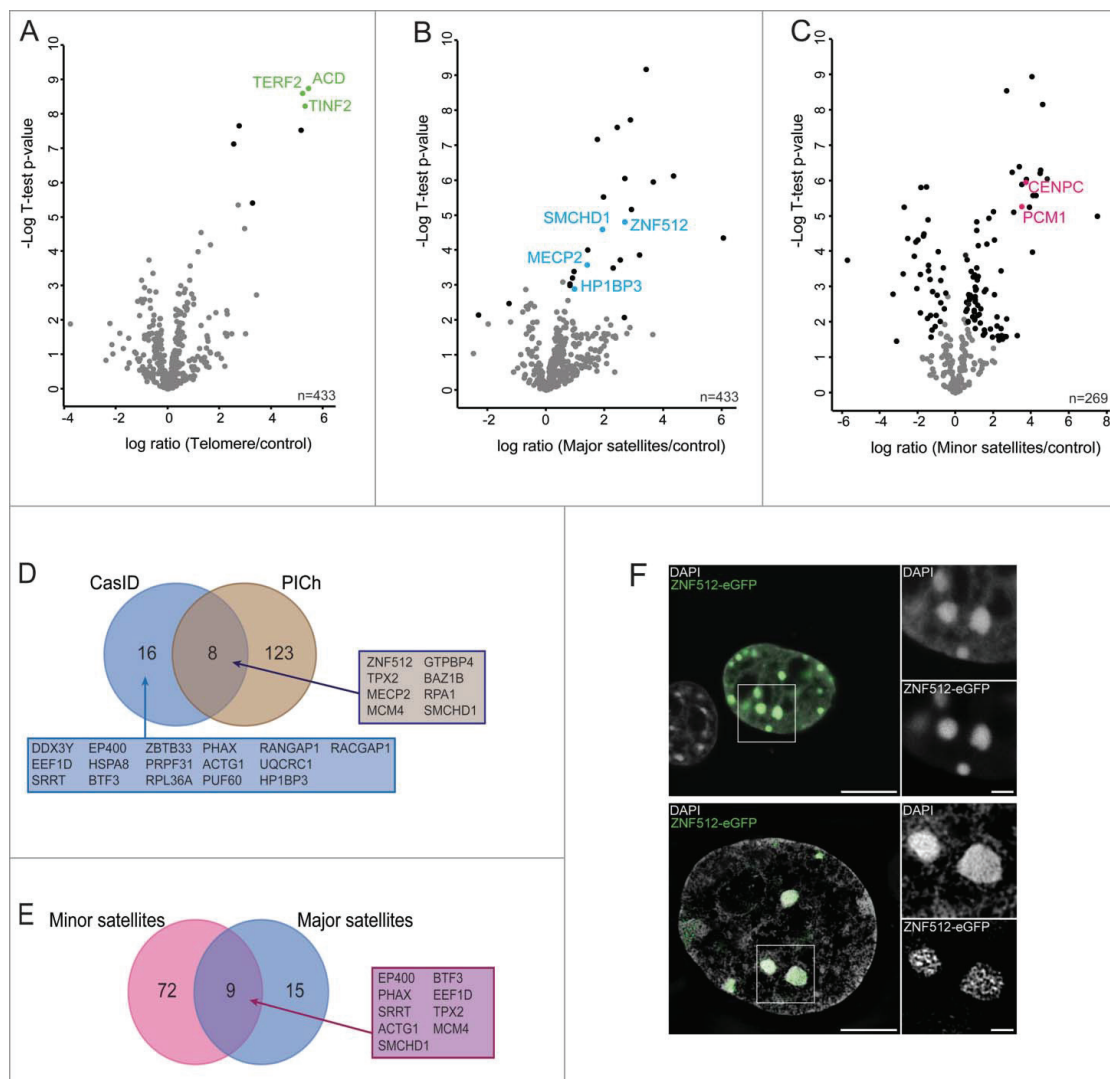 A
10
9
8
7
6
5
4
3
2
1
0
-Log T-test p-value
TERF2
ACD
TINF2
n=433
-4
-2
0
2
4
6
log ratio (Telomere/control)
B
10
9
8
7
6
5
4
3
2
1
0
-Log T-test p-value
SMCHD1
ZNF512
MECP2
HP1BP3
n=433
-2
0
2
4
6
log ratio (Major satellites/control)
C
10
9
8
7
6
5
4
3
2
1
0
-Log T-test p-value
CENPC
PCM1
n=269
-6
-4
-2
0
2
4
6
8
log ratio (Minor satellites/control)
D
CasID
PICh
16
8
123
ZNF512 GTPBP4
TPX2 BAZ1B
MECP2 RPA1
MCM4 SMCHD1
DDX3Y EP400 ZBTB33 PHAX RANGAP1 RACGAP1
EEF1D HSPA8 PRPF31 ACTG1 UQCRC1
SRRT BTF3 RPL36A PUF60 HP1BP3
E
Minor satellites
Major satellites
72
9
15
EP400 BTF3
PHAX EEF1D
SRRT TPX2
ACTG1 MCM4
SMCHD1
F
DAPI
ZNF512-eGFP
DAPI
ZNF512-eGFP
DAPI
ZNF512-eGFP
DAPI
ZNF512-eGFP